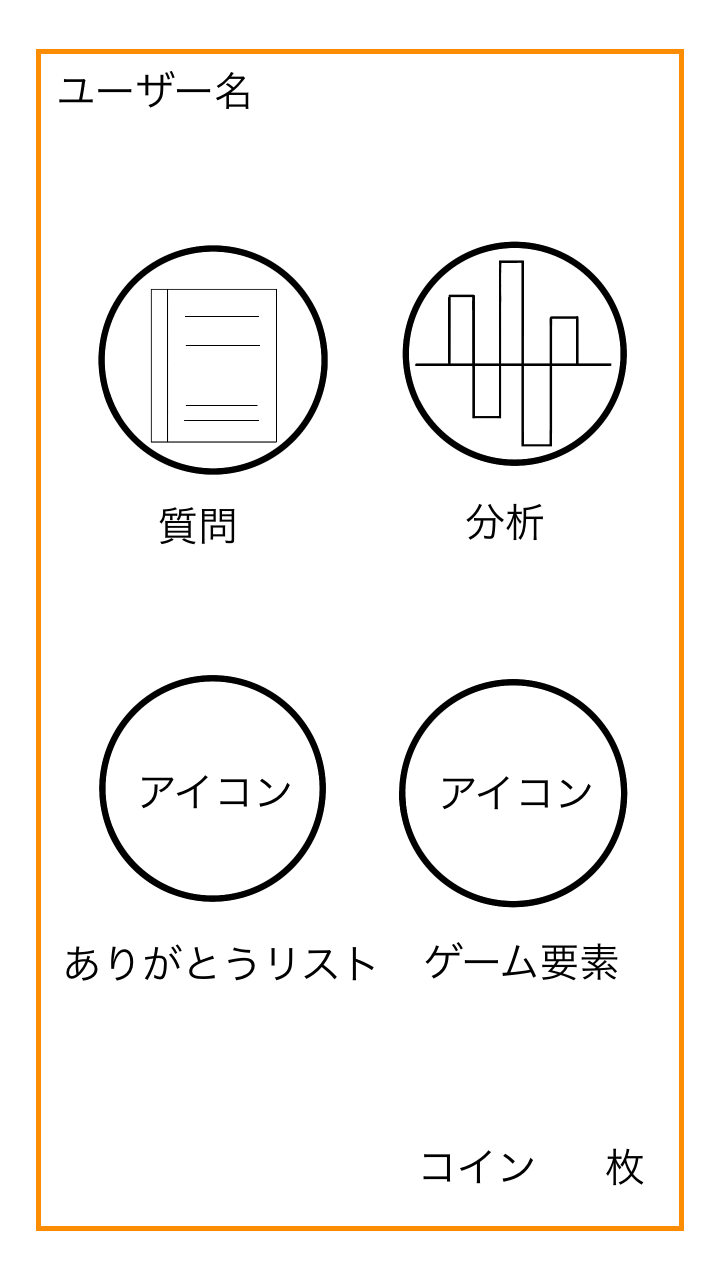 ユーザー名
質問
分析
アイコン
アイコン
ありがとうリスト
ゲーム要素
コイン 枚